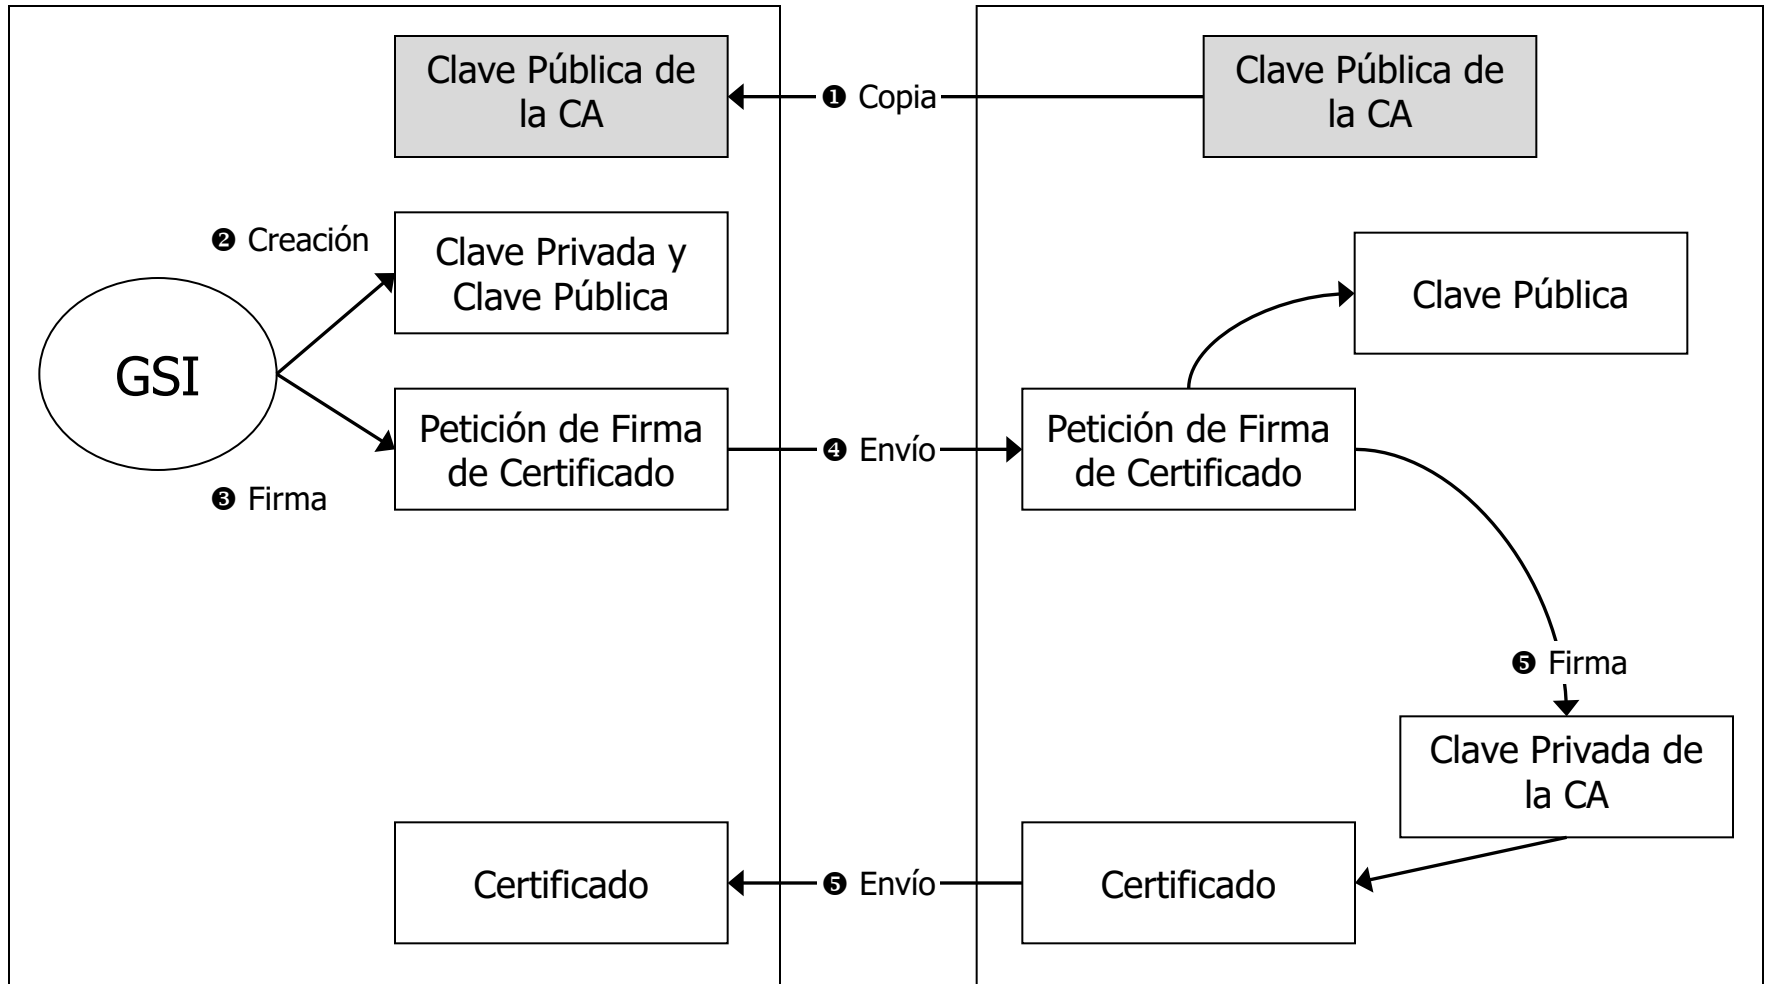 Clave Pública de
la CA
❶ Copia
Clave Pública de
la CA
❷ Creación
Clave Privada y
Clave Pública
Clave Pública
GSI
Petición de Firma
de Certificado
❹ Envío
Petición de Firma
de Certificado
❸ Firma
❺ Firma
Clave Privada de
la CA
Certificado
❺ Envío
Certificado